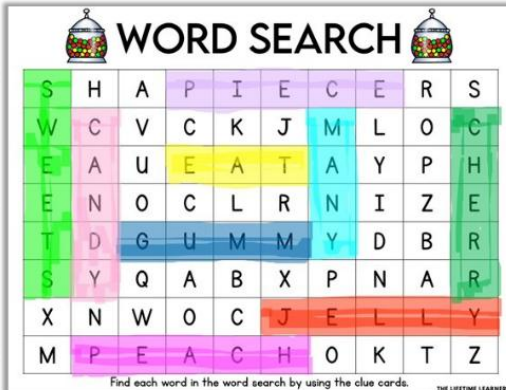 WORD SEARCH
S H A P I E C E R S
W C V C K J M L O C
E A U E A T A Y P H
E N O C L R N I Z E
T D G U M M Y D B R
S Y Q A B X P N A R
X N W O C J E L L Y
M P E A C H O K T Z
Find each word in the word search by using the clue cards.
THE LIFETIME LEARNER